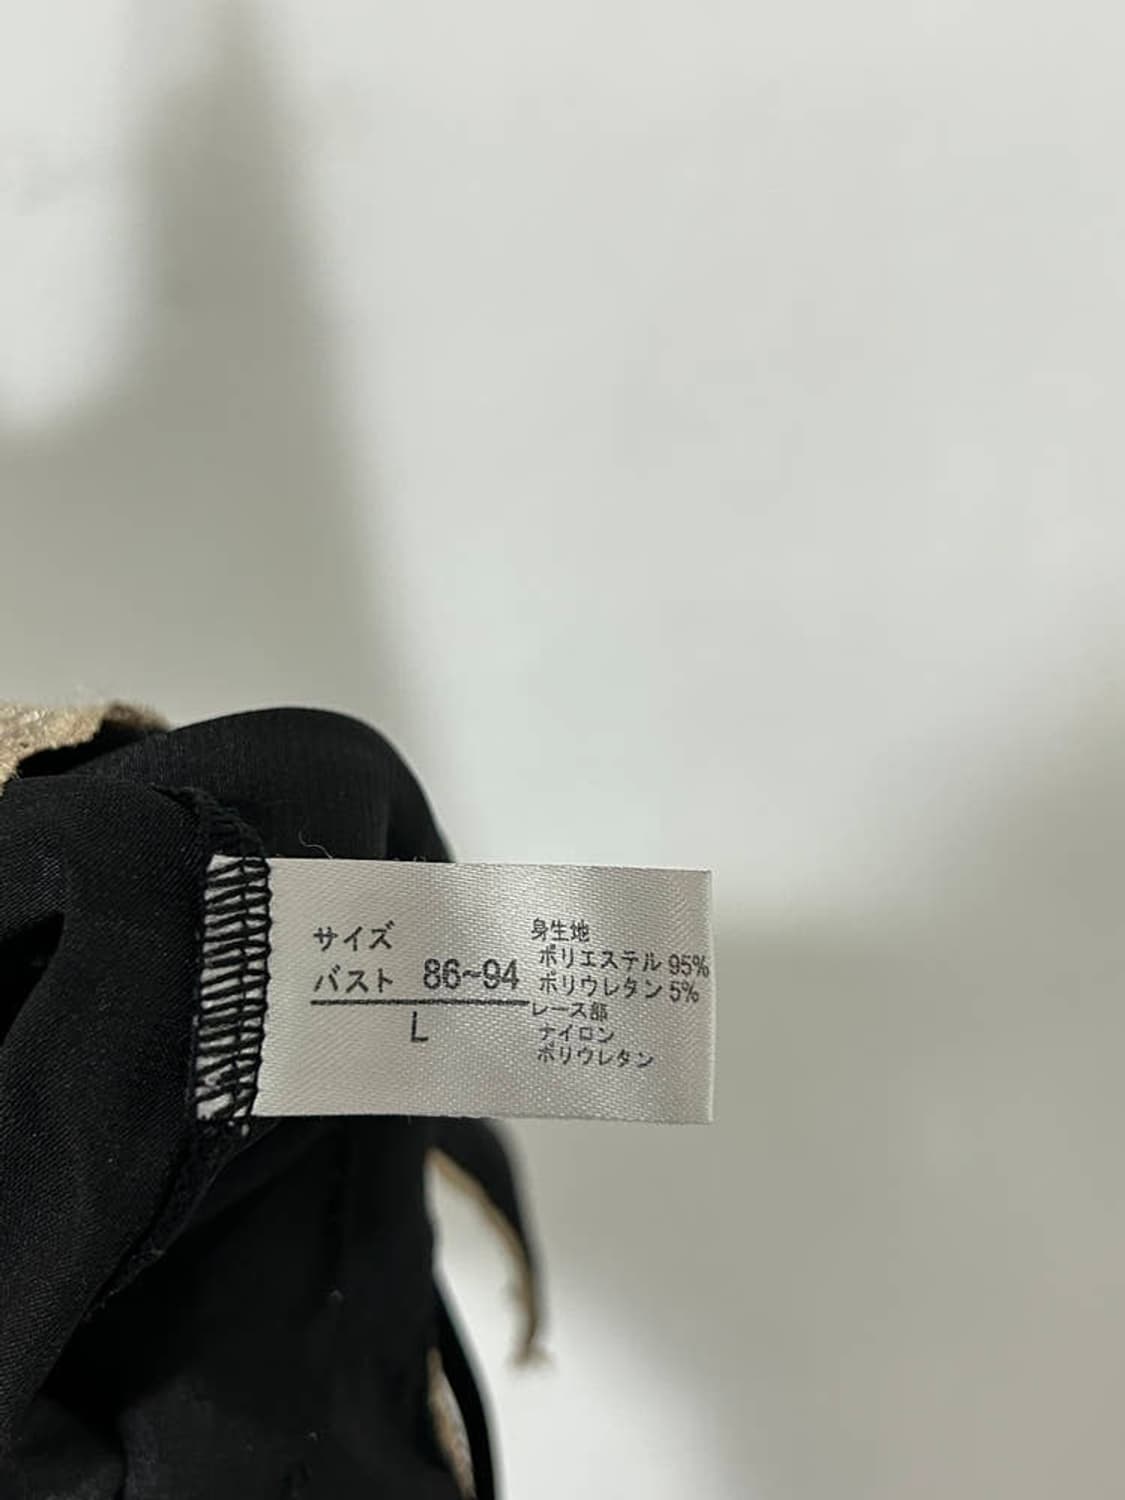 サイズ
バスト 86~94
L
身生地
ポリエステル 95%
ポリウレタン 5%
レース部
ナイロン
ポリウレタン